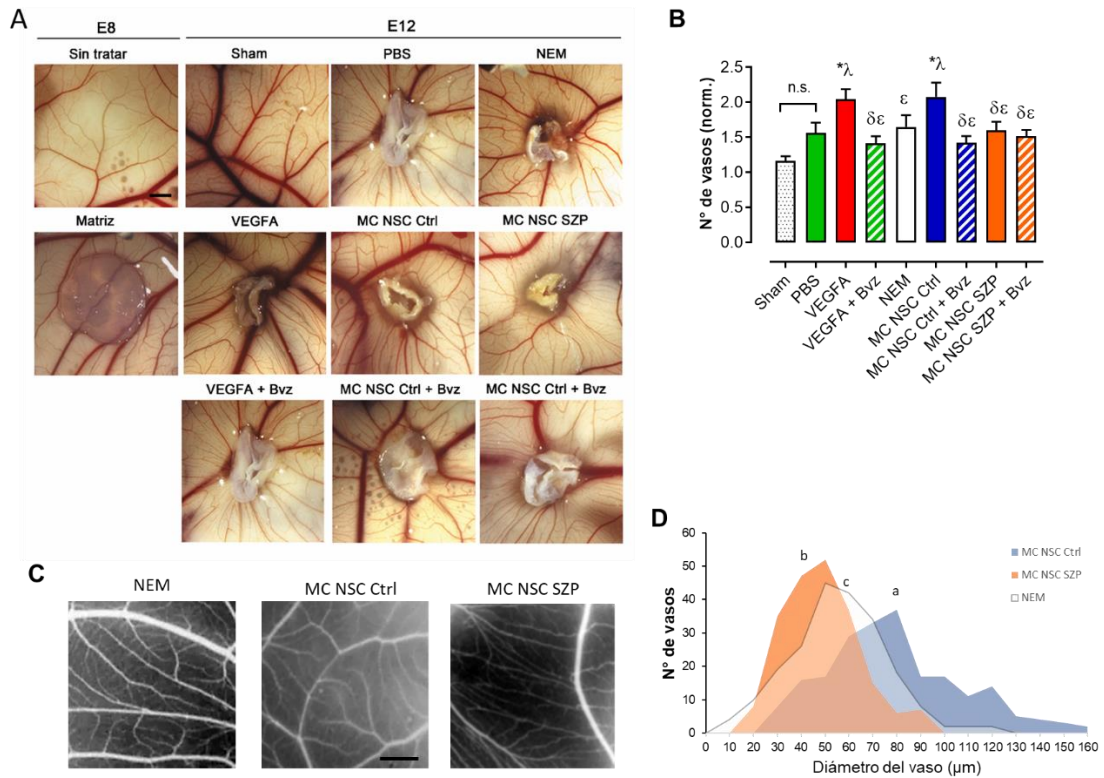 A
E8
E12
Sin tratar
Sham
PBS
NEM
Matriz
VEGFA
MC NSC Ctrl
MC NSC SZP
VEGFA + Bvz
MC NSC Ctrl + Bvz
MC NSC Ctrl + Bvz
B
N° de vasos (norm.)
2.5
2.0
1.5
1.0
0.5
0.0
n.s.
*λ
δε
ε
*λ
δε
δε
δε
Sham
PBS
VEGFA
VEGFA + Bvz
NEM
MC NSC Ctrl
MC NSC Ctrl + Bvz
MC NSC SZP
MC NSC SZP + Bvz
C
NEM
MC NSC Ctrl
MC NSC SZP
D
N° de vasos
60
50
40
30
20
10
0
b
c
a
MC NSC Ctrl
MC NSC SZP
NEM
0 10 20 30 40 50 60 70 80 90 100 110 120 130 140 150 160
Diámetro del vaso (µm)